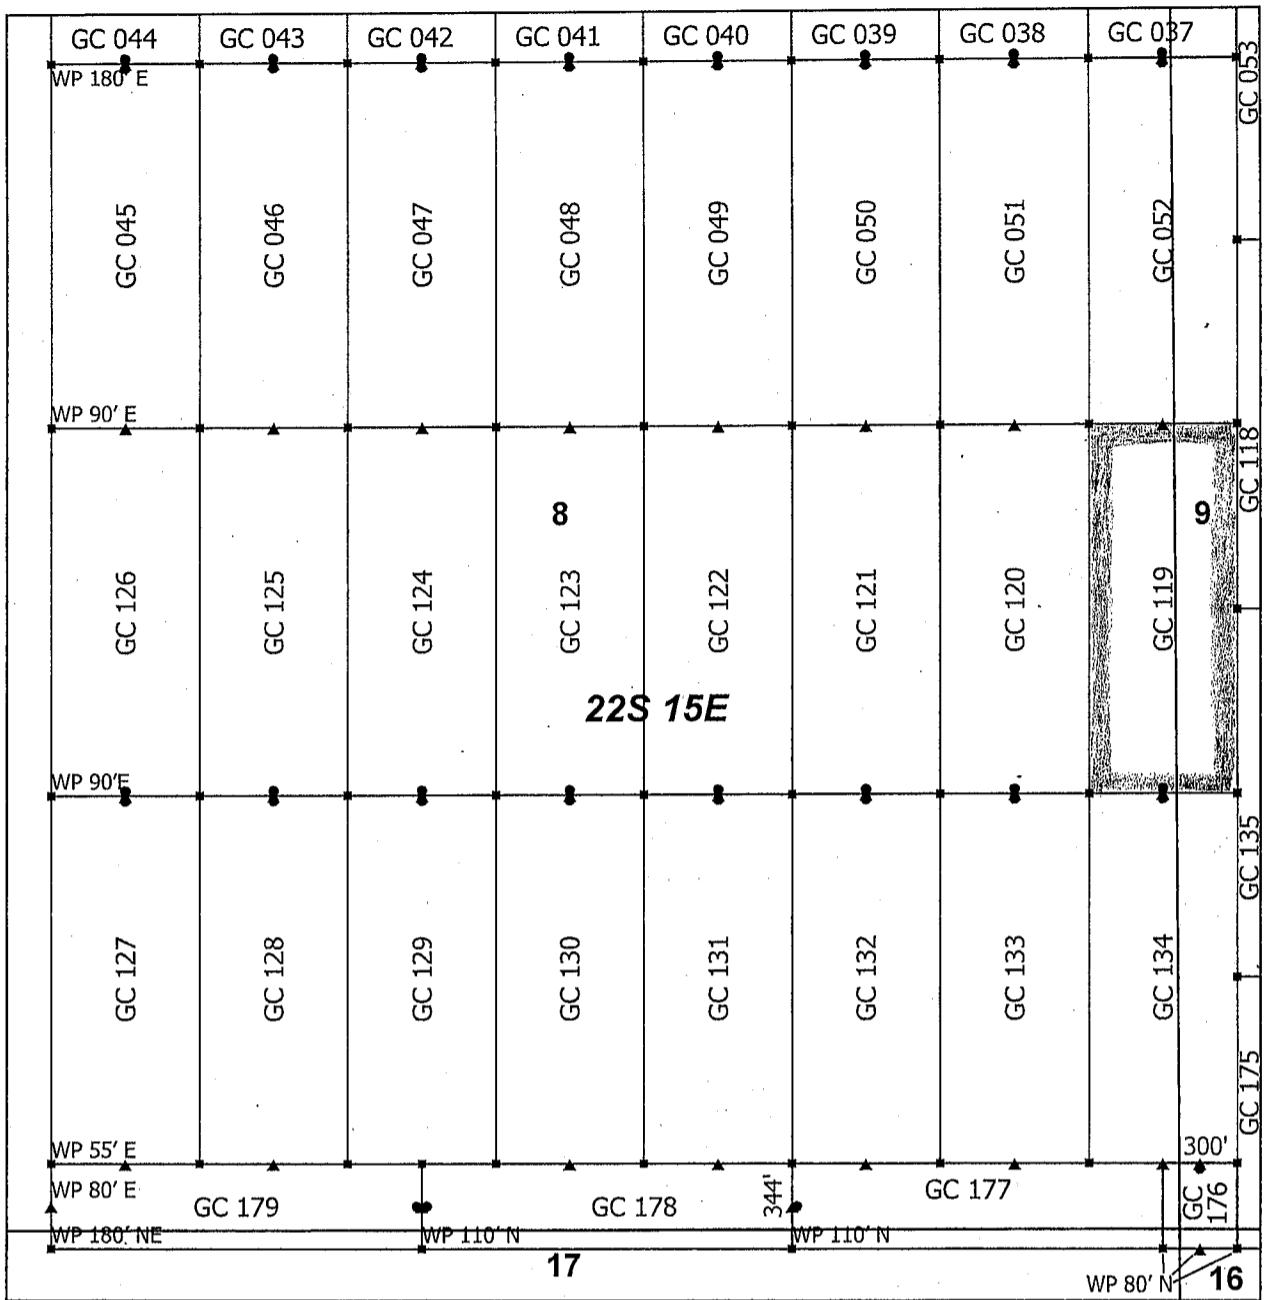 GC 044 GC 043 GC 042 GC 041 GC 040 GC 039 GC 038 GC 037
GC 053
WP 180' E
GC 045 GC 046 GC 047 GC 048 GC 049 GC 050 GC 051 GC 052
WP 90' E
GC 118
8 9
GC 126 GC 125 GC 124 GC 123 GC 122 GC 121 GC 120 GC 119
22S 15E
WP 90'E
GC 135
GC 127 GC 128 GC 129 GC 130 GC 131 GC 132 GC 133 GC 134
GC 175
WP 55' E
300'
WP 80' E
GC 179 GC 178 344' GC 177 GC 176
WP 180' NE WP 110' N WP 110' N
17
WP 80' N 16